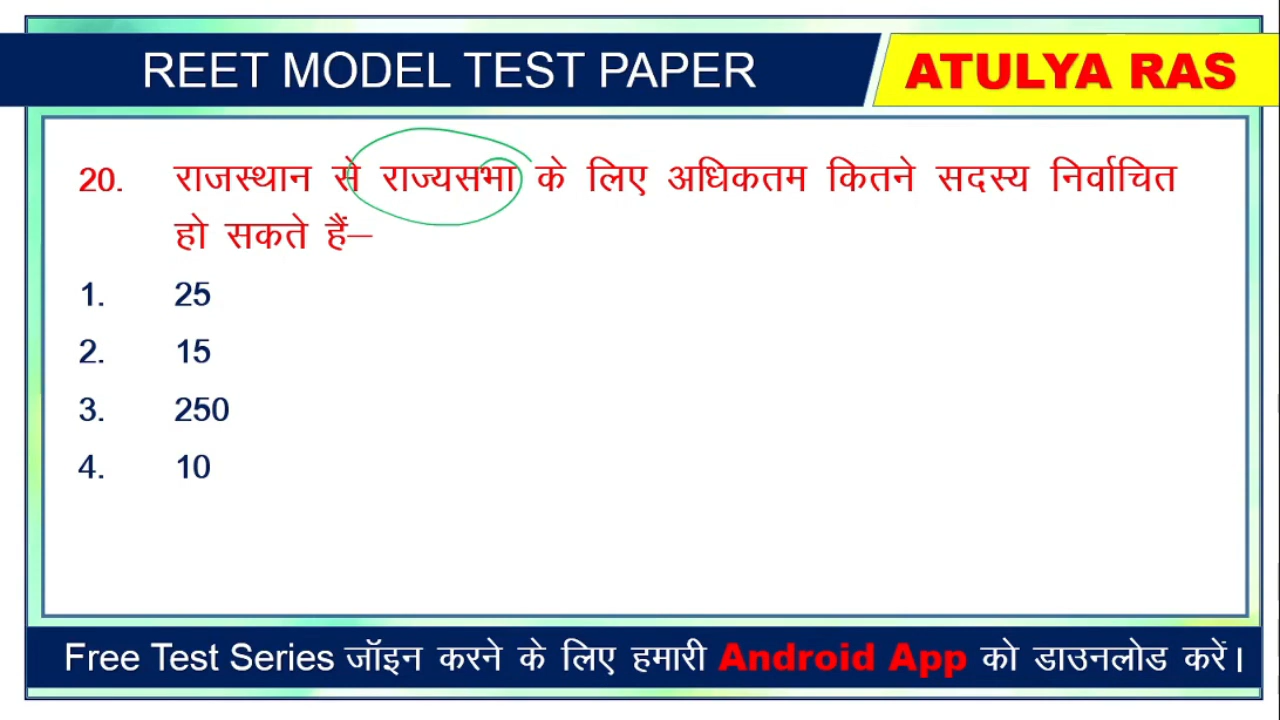 REET MODEL TEST PAPER
ATULYA RAS
20. राजस्थान से राज्यसभा के लिए अधिकतम कितने सदस्य निर्वाचित
हो सकते हैं–
1. 25
2. 15
3. 250
4. 10
Free Test Series जॉइन करने के लिए हमारी Android App को डाउनलोड करें।